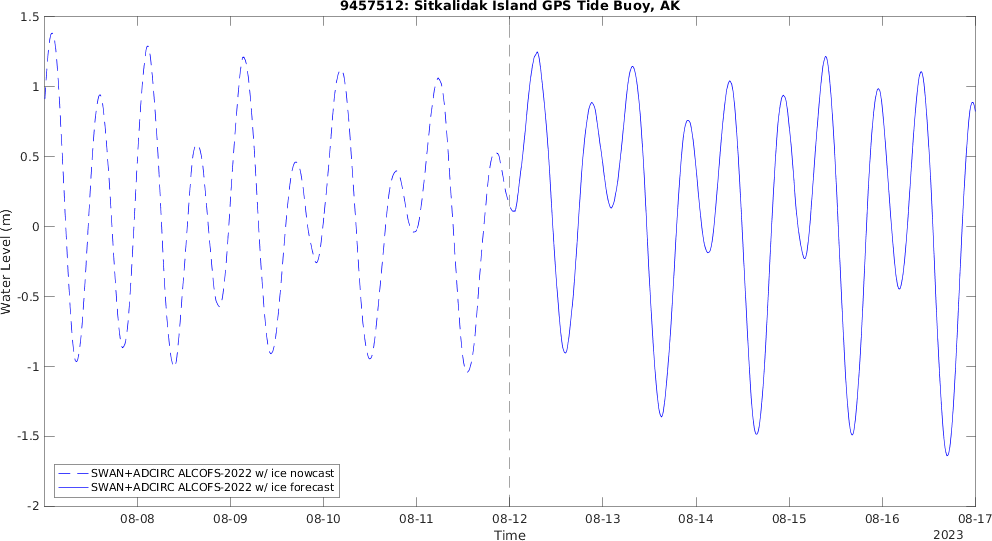 9457512: Sitkalidak Island GPS Tide Buoy, AK
1.5
1
0.5
0
-0.5
-1
-1.5
-2
Water Level (m)
SWAN+ADCIRC ALCOFS-2022 w/ ice nowcast
SWAN+ADCIRC ALCOFS-2022 w/ ice forecast
08-08 08-09 08-10 08-11 08-12 08-13 08-14 08-15 08-16 08-17
Time
2023